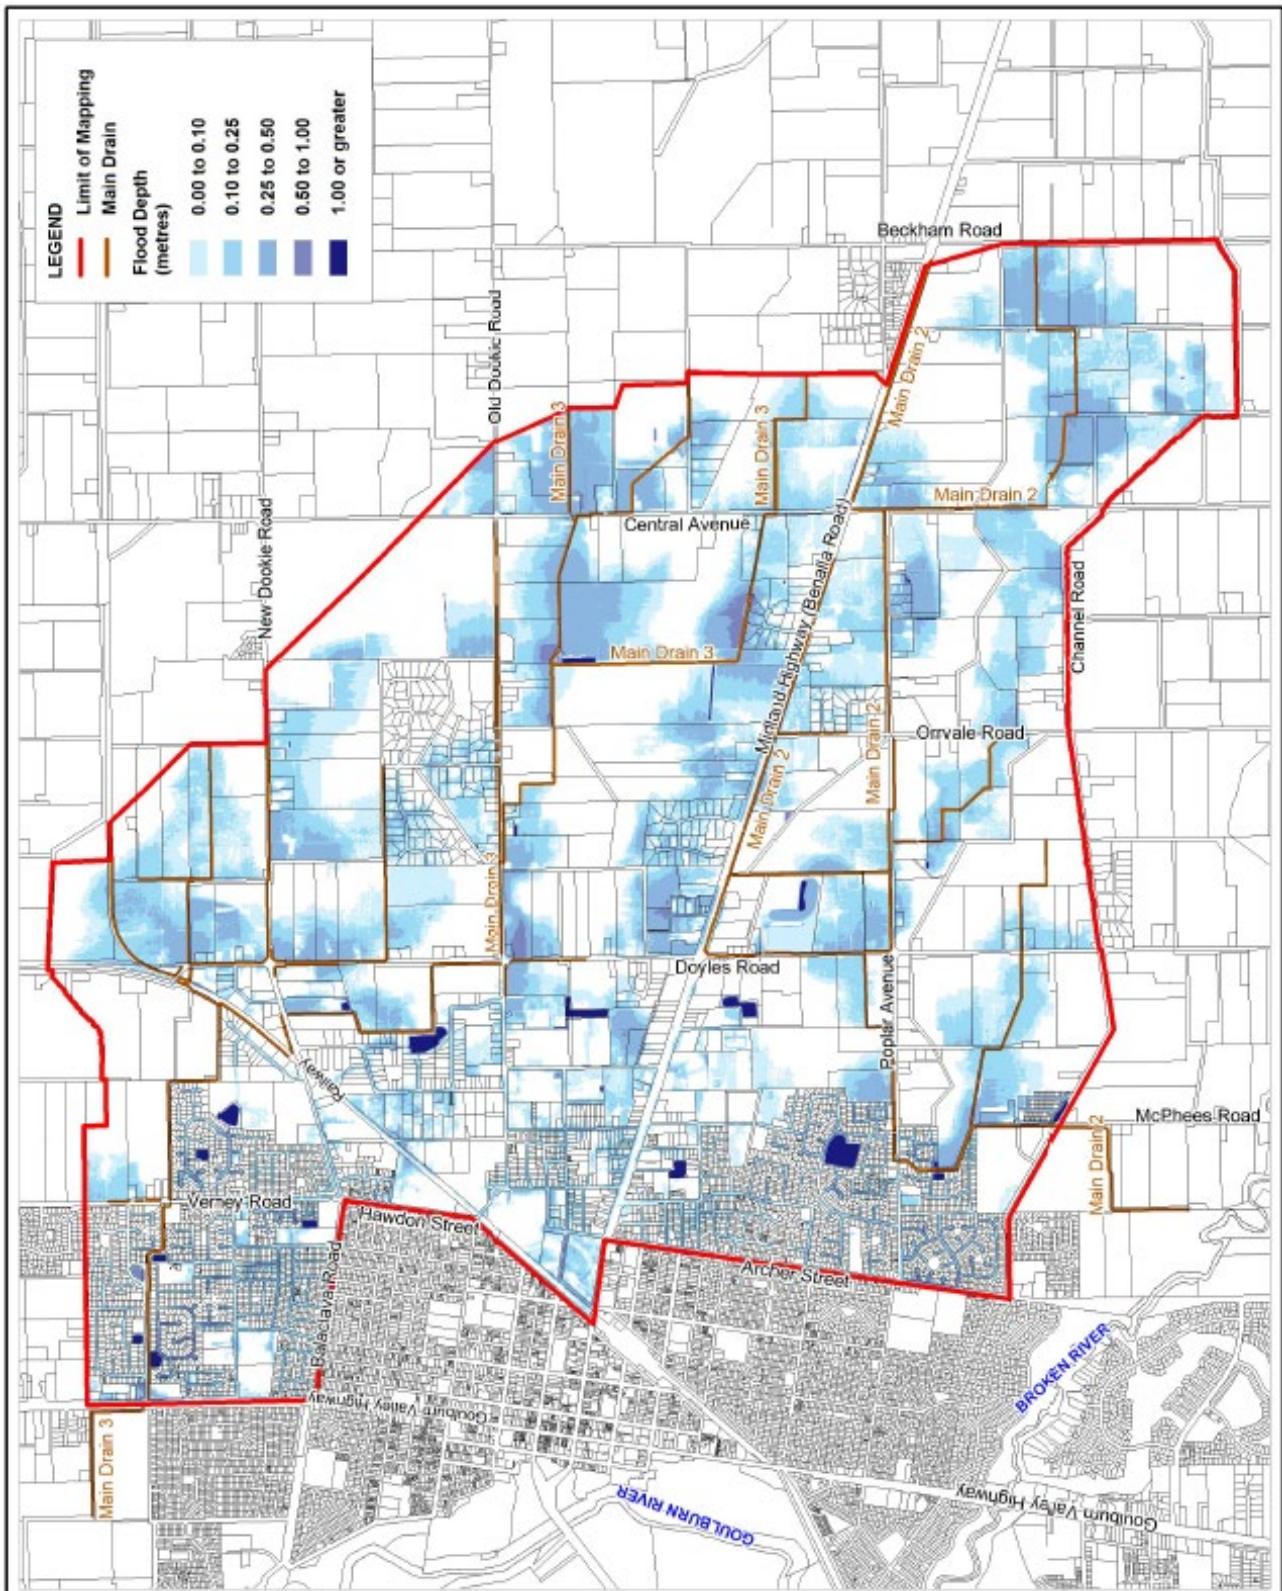 LEGEND
Limit of Mapping
Main Drain
Flood Depth
(metres)
0.00 to 0.10
0.10 to 0.25
0.25 to 0.50
0.50 to 1.00
1.00 or greater
Beckham Road
Old Dookie Road
New Dookie Road
Main Drain 2
Main Drain 3
Main Drain 3
Main Drain 2
Central Avenue
Midland Highway (Benalla Road)
Main Drain 3
Channel Road
Orrvale Road
Main Drain 2
Main Drain 2
Main Drain 3
Doyles Road
Poplar Avenue
Railway
McPhees Road
Main Drain 2
Verney Road
Hawdon Street
Balaclava Road
Archer Street
Goulburn Valley Highway
BROKEN RIVER
Main Drain 3
GOULBURN RIVER
Goulburn Valley Highway